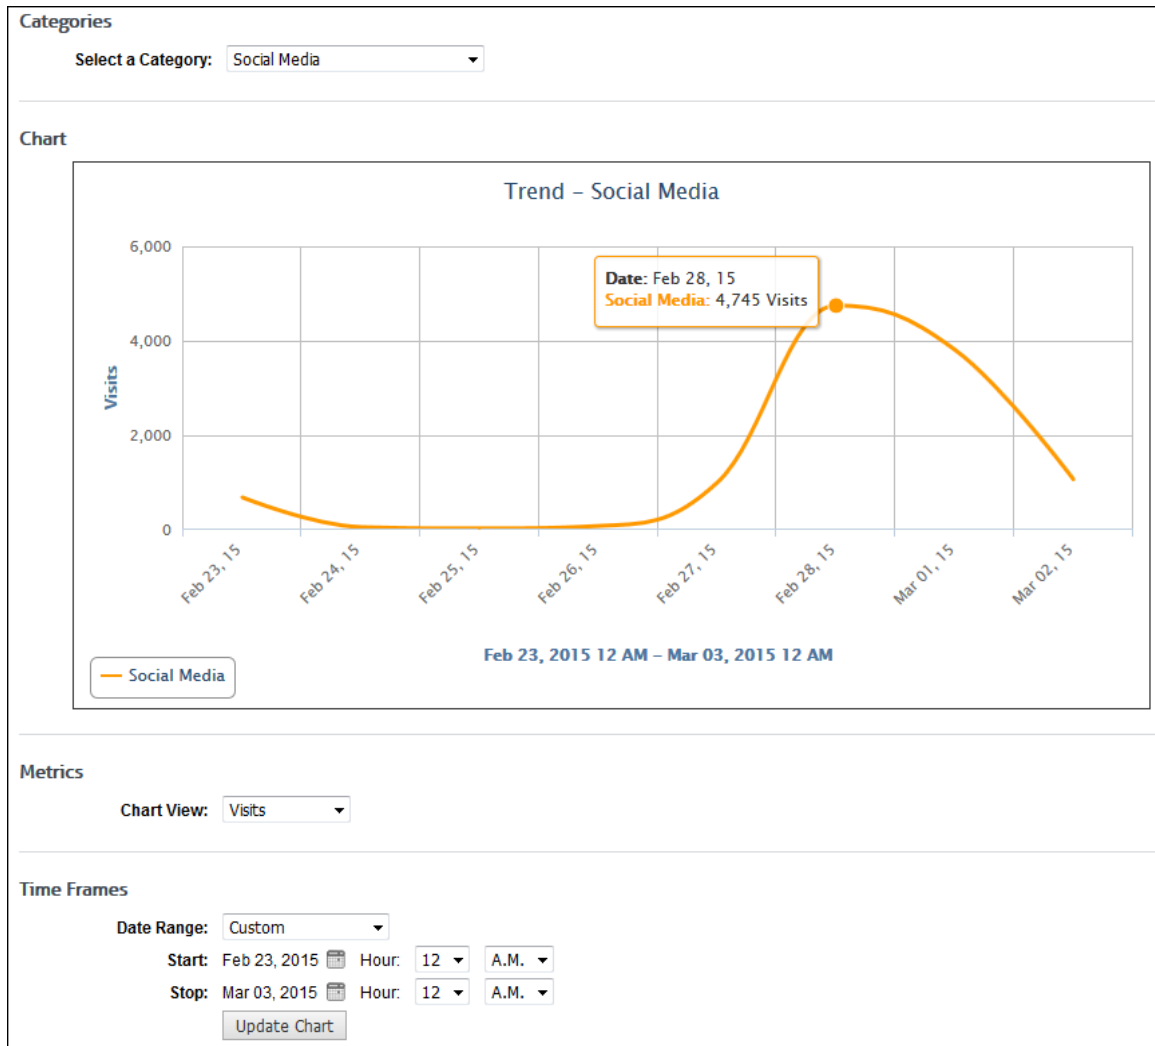 Categories
Select a Category: Social Media
Chart
Trend – Social Media
6,000
Date: Feb 28, 15
Social Media: 4,745 Visits
4,000
Visits
2,000
0
Feb 23, 15 Feb 24, 15 Feb 25, 15 Feb 26, 15 Feb 27, 15 Feb 28, 15 Mar 01, 15 Mar 02, 15
Feb 23, 2015 12 AM – Mar 03, 2015 12 AM
Social Media
Metrics
Chart View: Visits
Time Frames
Date Range: Custom
Start: Feb 23, 2015 Hour: 12 A.M.
Stop: Mar 03, 2015 Hour: 12 A.M.
Update Chart